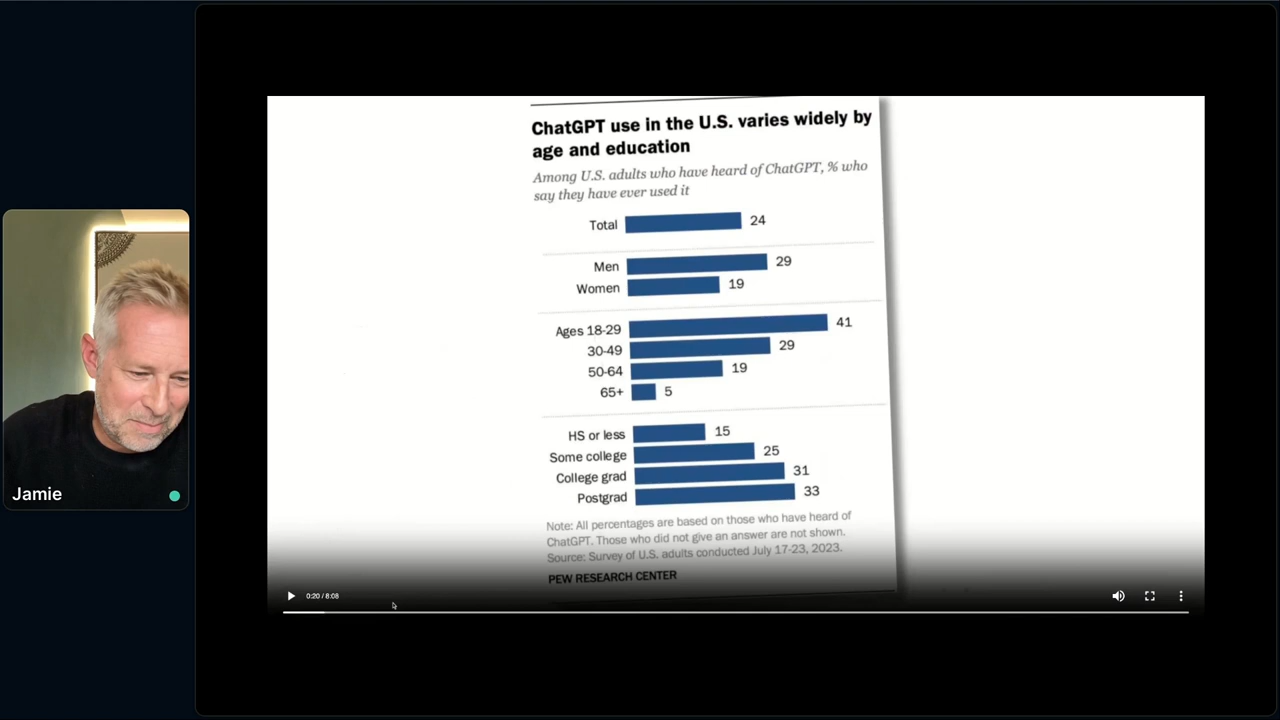 ChatGPT use in the U.S. varies widely by
age and education
Among U.S. adults who have heard of ChatGPT, % who
say they have ever used it
Total 24
Men 29
Women 19
Ages 18-29 41
30-49 29
50-64 19
65+ 5
HS or less 15
Some college 25
College grad 31
Postgrad 33
Note: All percentages are based on those who have heard of
ChatGPT. Those who did not give an answer are not shown.
Source: Survey of U.S. adults conducted July 17-23, 2023.
PEW RESEARCH CENTER
0:20 / 8:08
Jamie